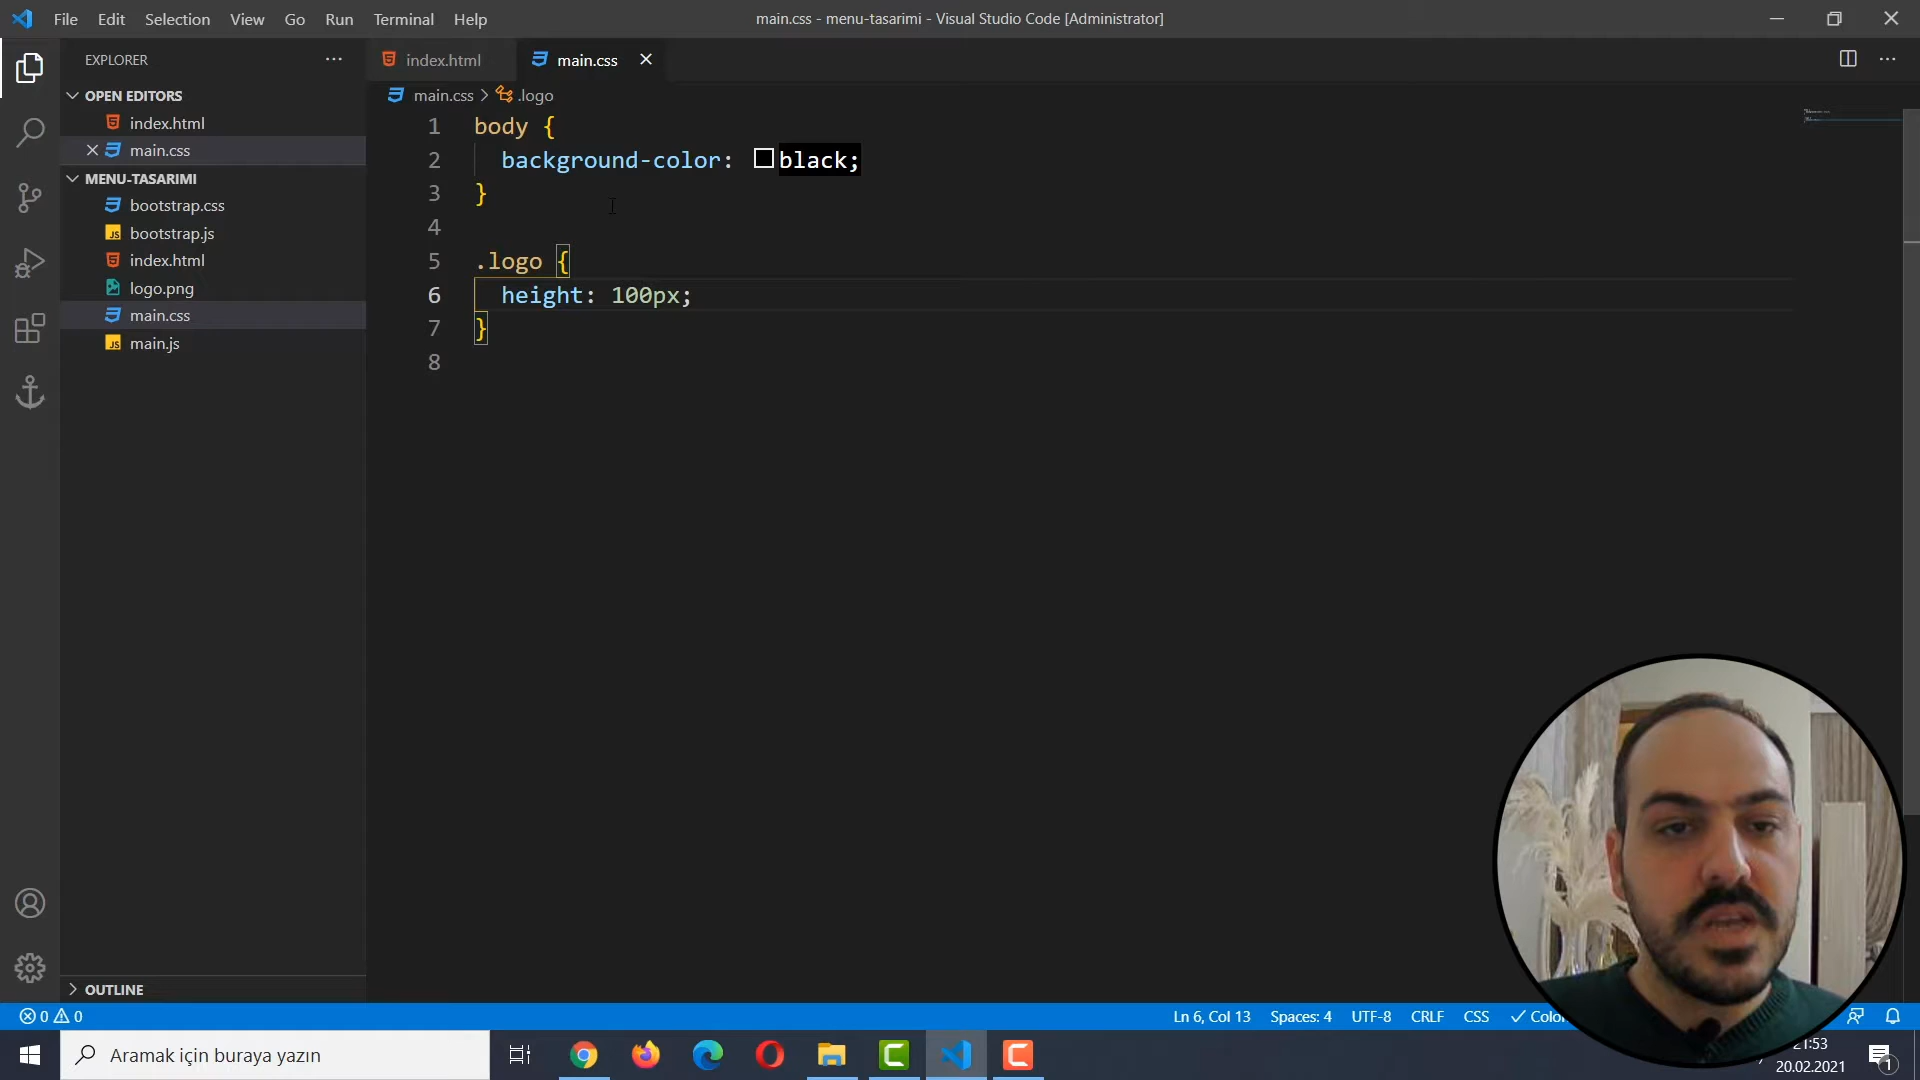 File Edit Selection View Go Run Terminal Help
main.css - menu-tasarimi - Visual Studio Code [Administrator]
EXPLORER
OPEN EDITORS
index.html
main.css
MENU-TASARIMI
bootstrap.css
bootstrap.js
index.html
logo.png
main.css
main.js
OUTLINE
index.html
main.css
main.css > .logo
1 body {
2 background-color: black;
3 }
4
5 .logo {
6 height: 100px;
7 }
8
0 0
Ln 6, Col 13 Spaces: 4 UTF-8 CRLF CSS
Aramak için buraya yazın
21:53
20.02.2021
1